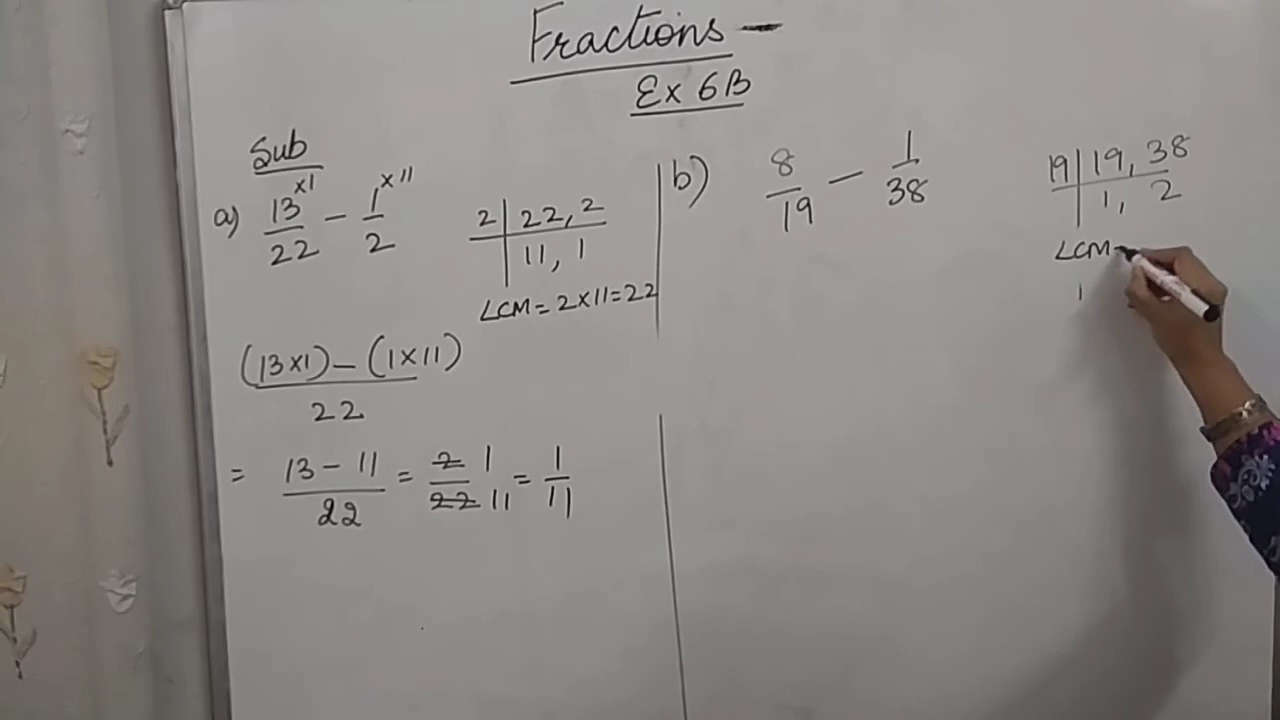 Fractions -
Ex 6B
Sub
a) 13/22 ×1 - 1/2 ×11
2 | 22, 2
11, 1
LCM = 2×11=22
(13×1) - (1×11)
22
= 13 - 11 / 22 = 2/22 1/11 = 1/11
b) 8/19 - 1/38
19 | 19, 38
1, 2
LCM -
1